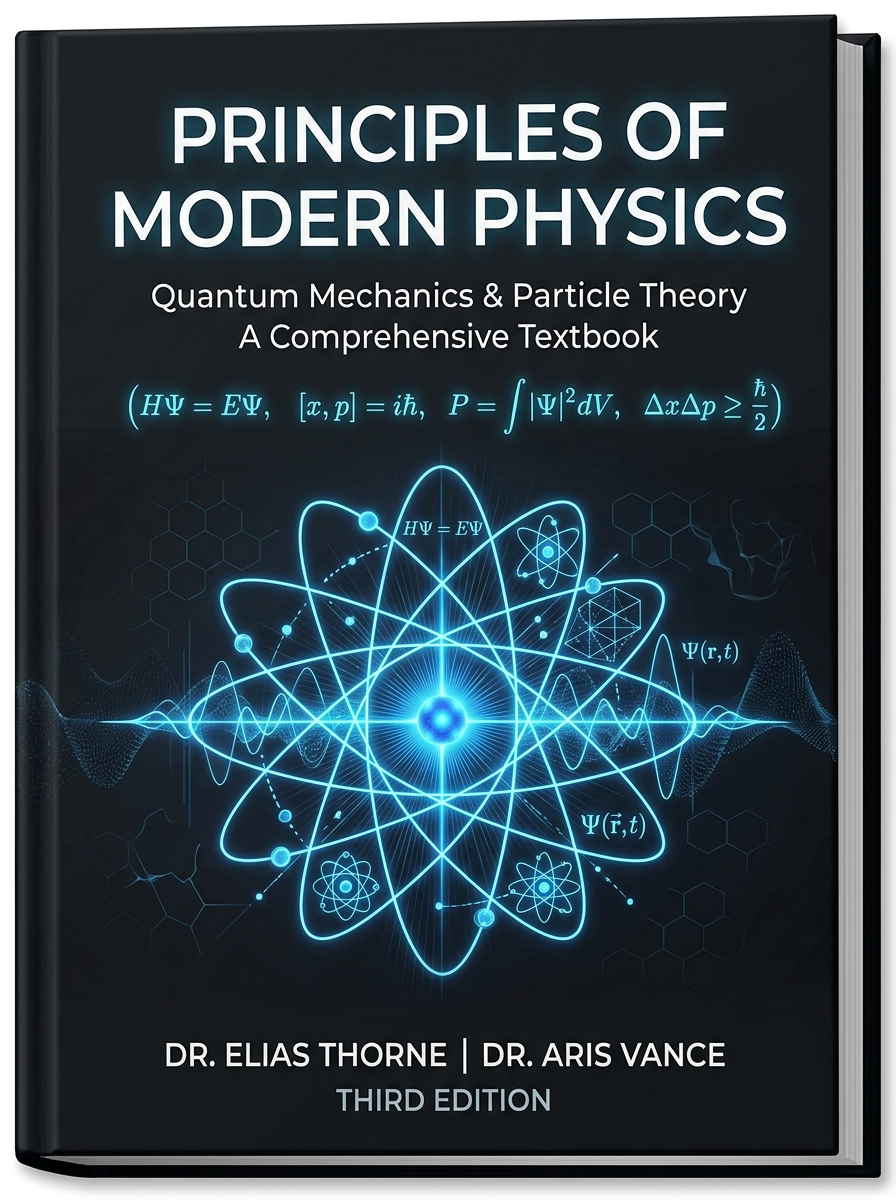 PRINCIPLES OF
MODERN PHYSICS
Quantum Mechanics & Particle Theory
A Comprehensive Textbook
(HΨ = EΨ, [x, p] = iħ, P = ∫|Ψ|²dV, ΔxΔp ≥ ħ/2)
HΨ = EΨ
Ψ(r,t)
Ψ(r⃗,t)
DR. ELIAS THORNE | DR. ARIS VANCE
THIRD EDITION